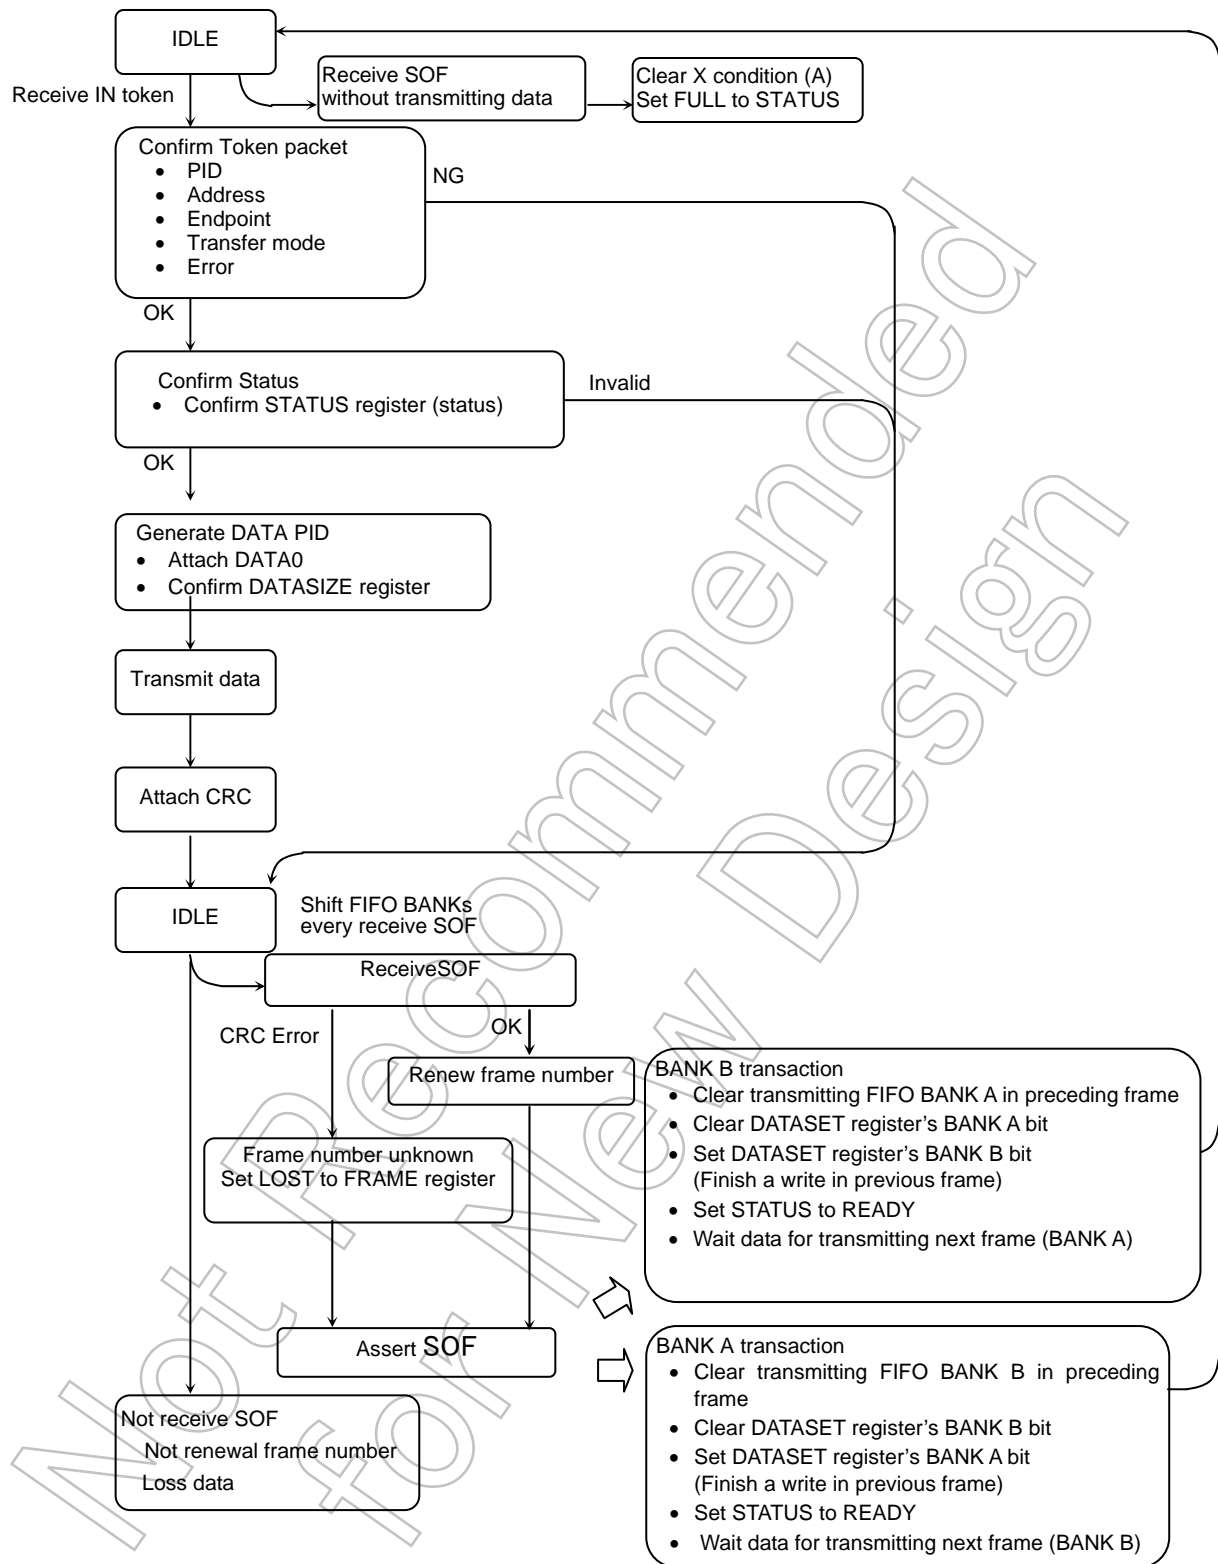 IDLE
Receive IN token
Receive SOF
without transmitting data
Clear X condition (A)
Set FULL to STATUS
Confirm Token packet
• PID
• Address
• Endpoint
• Transfer mode
• Error
NG
OK
Confirm Status
• Confirm STATUS register (status)
Invalid
OK
Generate DATA PID
• Attach DATA0
• Confirm DATASIZE register
Transmit data
Attach CRC
IDLE
Shift FIFO BANKs
every receive SOF
ReceiveSOF
CRC Error
OK
Renew frame number
Frame number unknown
Set LOST to FRAME register
Assert SOF
Not receive SOF
Not renewal frame number
Loss data
BANK B transaction
• Clear transmitting FIFO BANK A in preceding frame
• Clear DATASET register's BANK A bit
• Set DATASET register's BANK B bit
(Finish a write in previous frame)
• Set STATUS to READY
• Wait data for transmitting next frame (BANK A)
BANK A transaction
• Clear transmitting FIFO BANK B in preceding
frame
• Clear DATASET register's BANK B bit
• Set DATASET register's BANK A bit
(Finish a write in previous frame)
• Set STATUS to READY
• Wait data for transmitting next frame (BANK B)
Not Recommended
for New Design